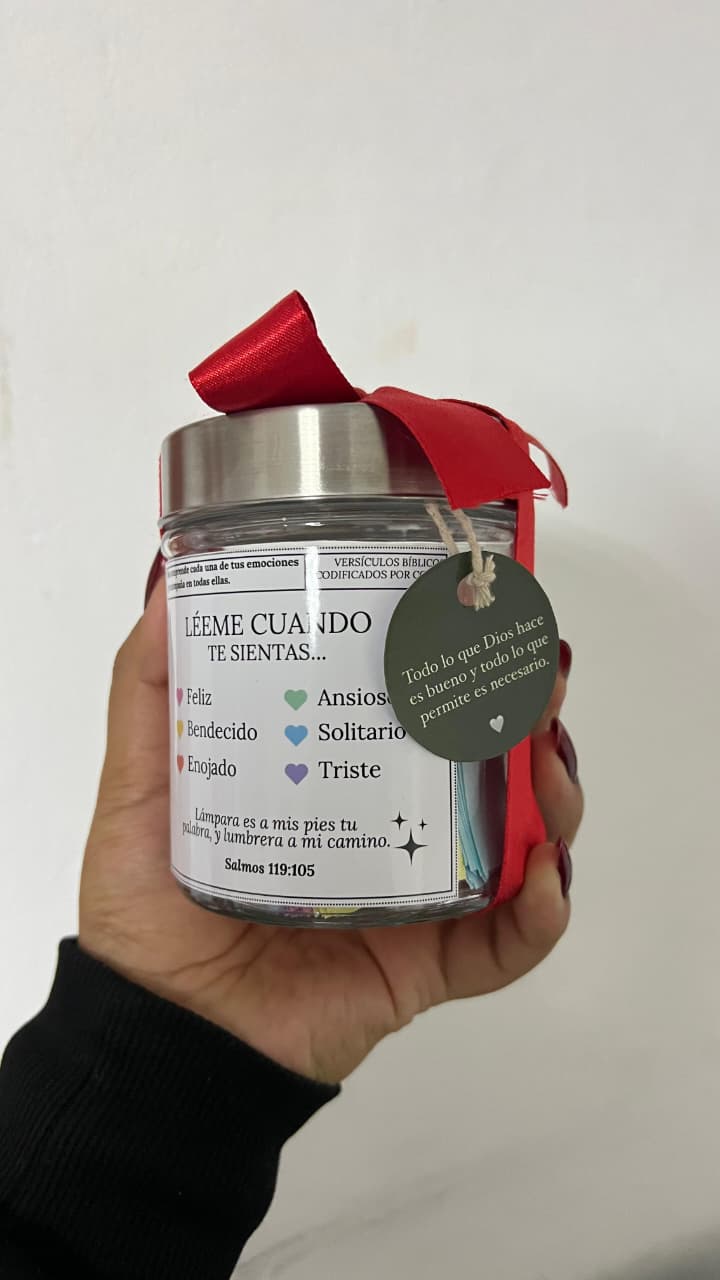 cada una de tus emociones
en todas ellas.
VERSÍCULOS BÍBLICO
CODIFICADOS POR
LÉEME CUANDO
TE SIENTAS...
Feliz
Bendecido
Enojado
Ansios
Solitario
Triste
Lámpara es a mis pies tu
palabra, y lumbrera a mi camino.
Salmos 119:105
Todo lo que Dios hace
es bueno y todo lo que
permite es necesario.